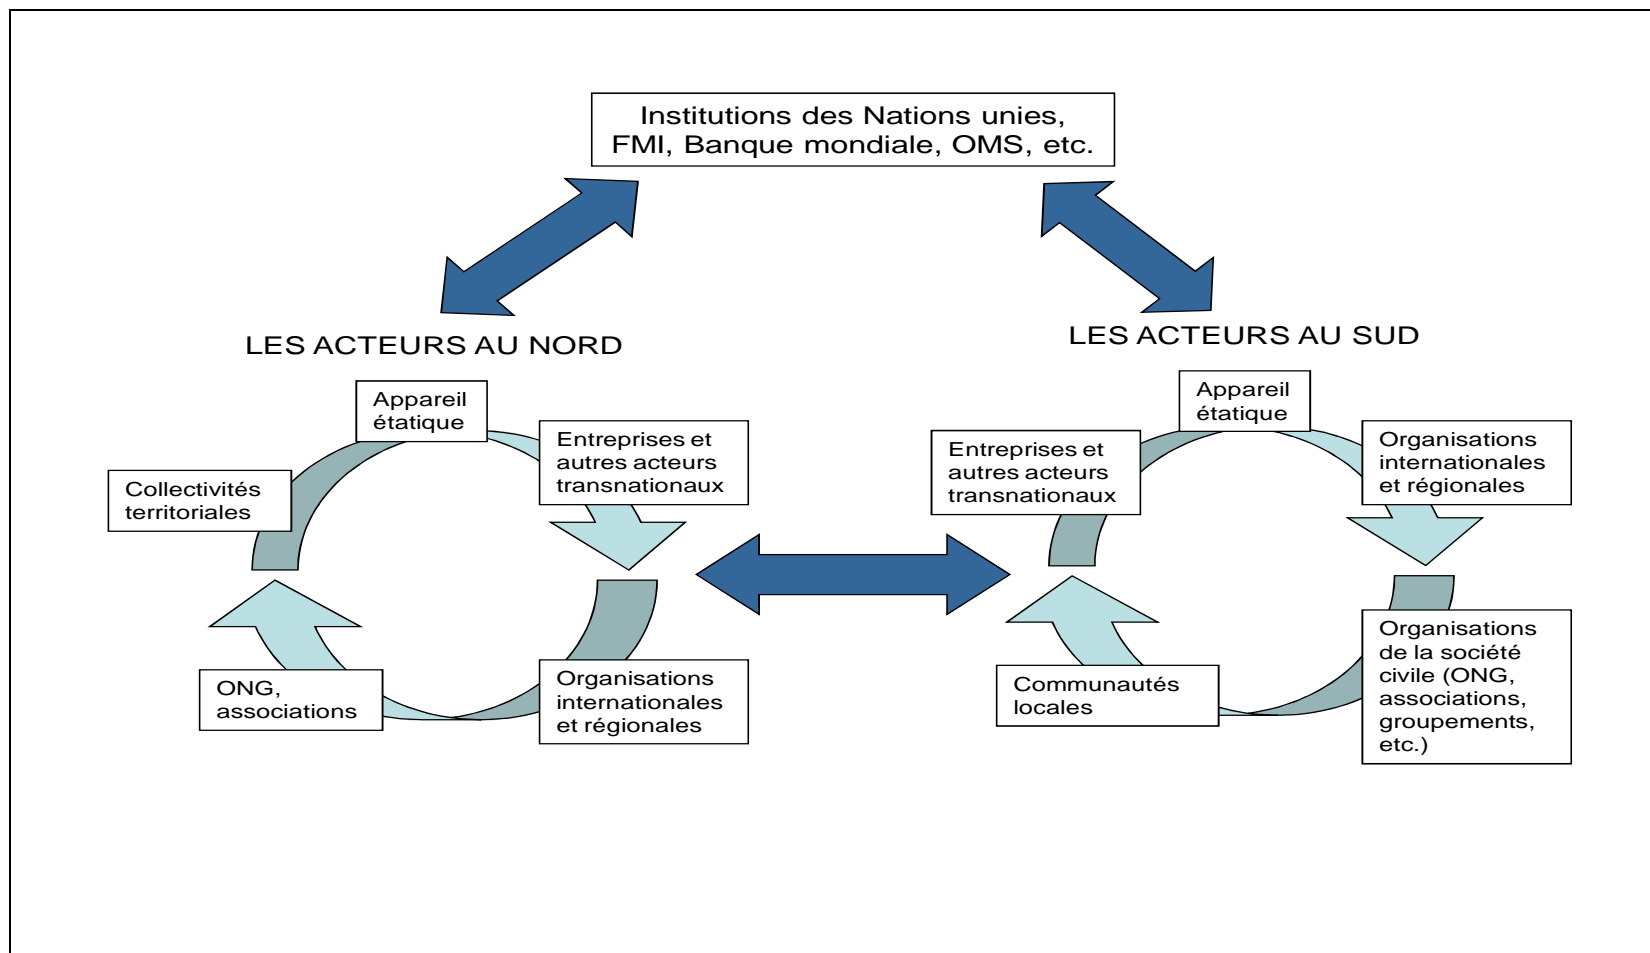 Institutions des Nations unies,
FMI, Banque mondiale, OMS, etc.
LES ACTEURS AU NORD
Appareil
étatique
Entreprises et
autres acteurs
transnationaux
Collectivités
territoriales
ONG,
associations
Organisations
internationales
et régionales
LES ACTEURS AU SUD
Appareil
étatique
Entreprises et
autres acteurs
transnationaux
Organisations
internationales
et régionales
Communautés
locales
Organisations
de la société
civile (ONG,
associations,
groupements,
etc.)